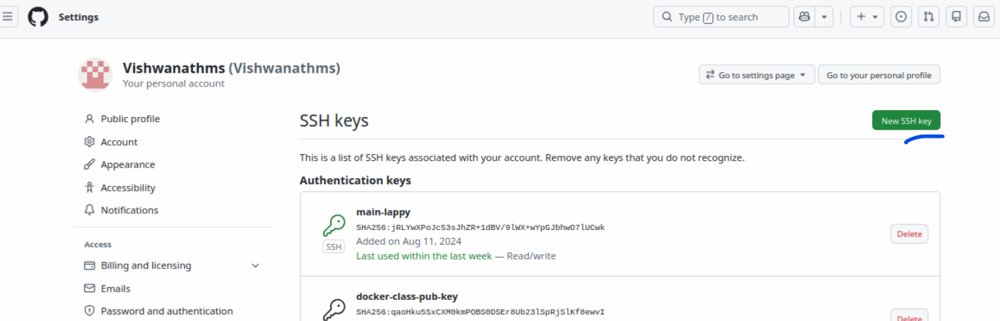 Settings
Type / to search
Vishwanathms (Vishwanathms)
Your personal account
Go to settings page
Go to your personal profile
Public profile
Account
Appearance
Accessibility
Notifications
Access
Billing and licensing
Emails
Password and authentication
SSH keys
New SSH key
This is a list of SSH keys associated with your account. Remove any keys that you do not recognize.
Authentication keys
main-lappy
SHA256:jRLYwXPoJc53sJhZR+1dBV/9lWX+wYpGJbhwO7lUCwk
Added on Aug 11, 2024
Last used within the last week — Read/write
SSH
Delete
docker-class-pub-key
SHA256:qaoHku5SxCXM0kmPOBS0DSEr8Ub23lSpRjSlKf8ewvI
Delete